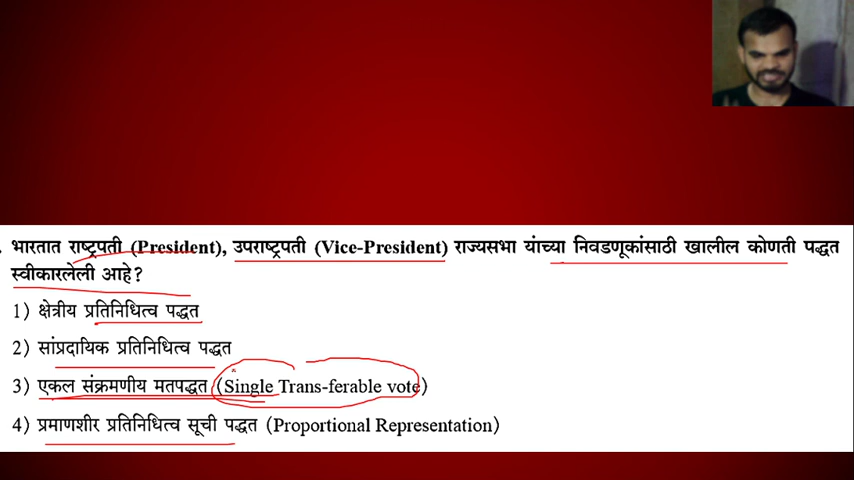 . भारतात राष्ट्रपती (President), उपराष्ट्रपती (Vice-President) राज्यसभा यांच्या निवडणूकांसाठी खालील कोणती पद्धत
स्वीकारलेली आहे?
1) क्षेत्रीय प्रतिनिधित्व पद्धत
2) सांप्रदायिक प्रतिनिधित्व पद्धत
3) एकल संक्रमणीय मतपद्धत (Single Trans-ferable vote)
4) प्रमाणशीर प्रतिनिधित्व सूची पद्धत (Proportional Representation)